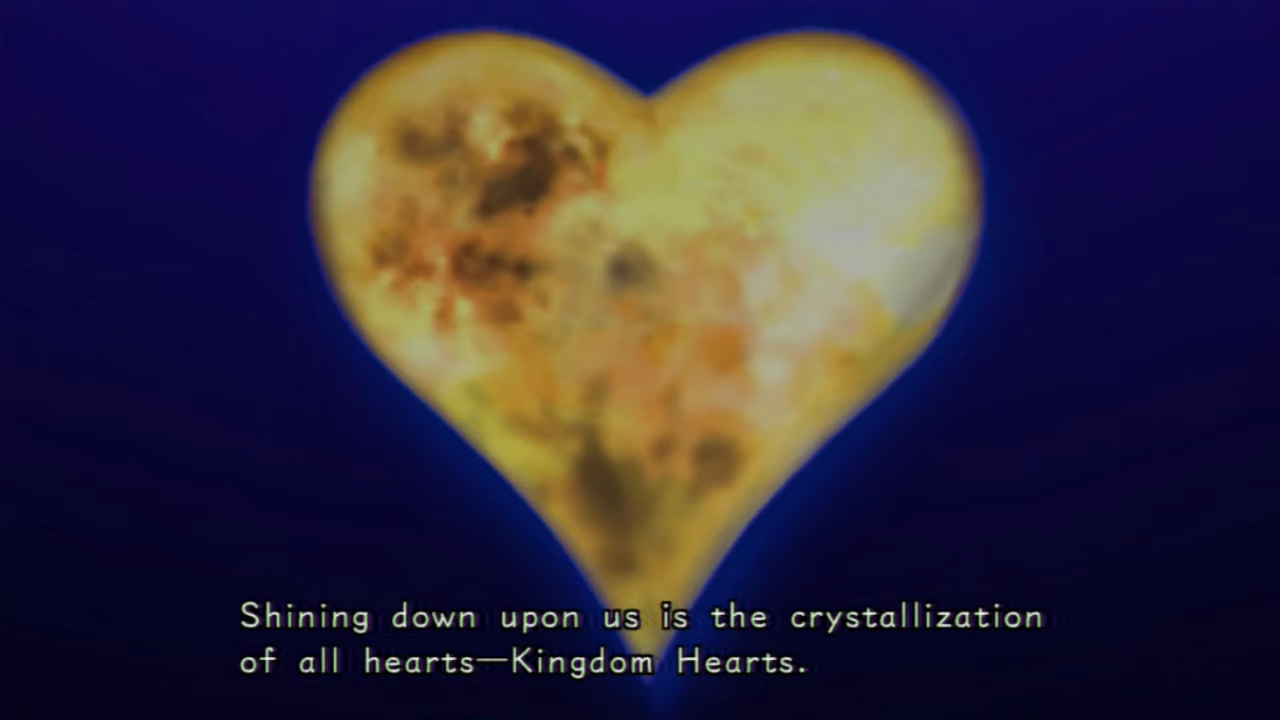 Shining down upon us is the crystallization
of all hearts—Kingdom Hearts.